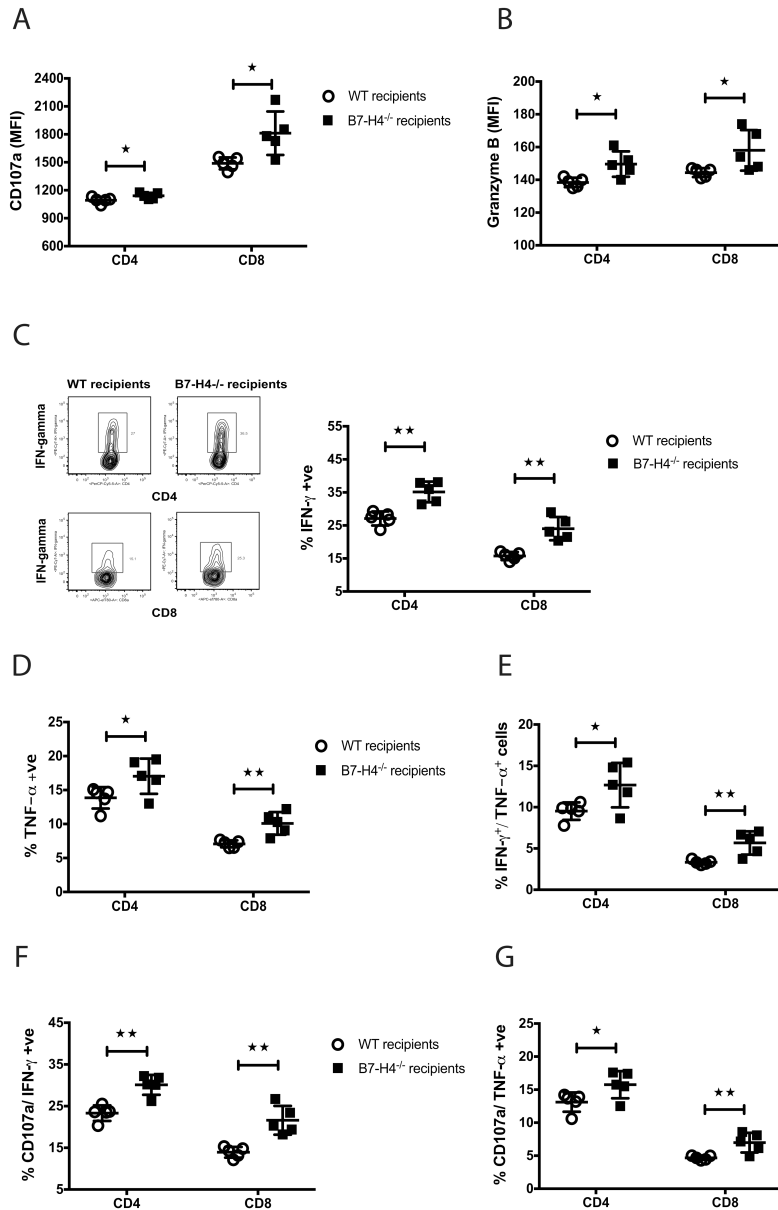 A
CD107a (MFI)
2400
2100
1800
1500
1200
900
600
CD4
CD8
WT recipients
B7-H4-/- recipients
B
Granzyme B (MFI)
200
180
160
140
120
100
CD4
CD8
C
WT recipients
B7-H4-/- recipients
IFN-gamma
CD4
IFN-gamma
CD8
% IFN-γ +ve
55
45
35
25
15
5
CD4
CD8
WT recipients
B7-H4-/- recipients
D
% TNF−α +ve
25
20
15
10
5
0
CD4
CD8
WT recipients
B7-H4-/- recipients
E
% IFN-γ+/ TNF-α+ cells
20
15
10
5
0
CD4
CD8
F
% CD107a/ IFN-γ +ve
45
35
25
15
5
CD4
CD8
WT recipients
B7-H4-/- recipients
G
% CD107a/ TNF-α +ve
25
20
15
10
5
0
CD4
CD8